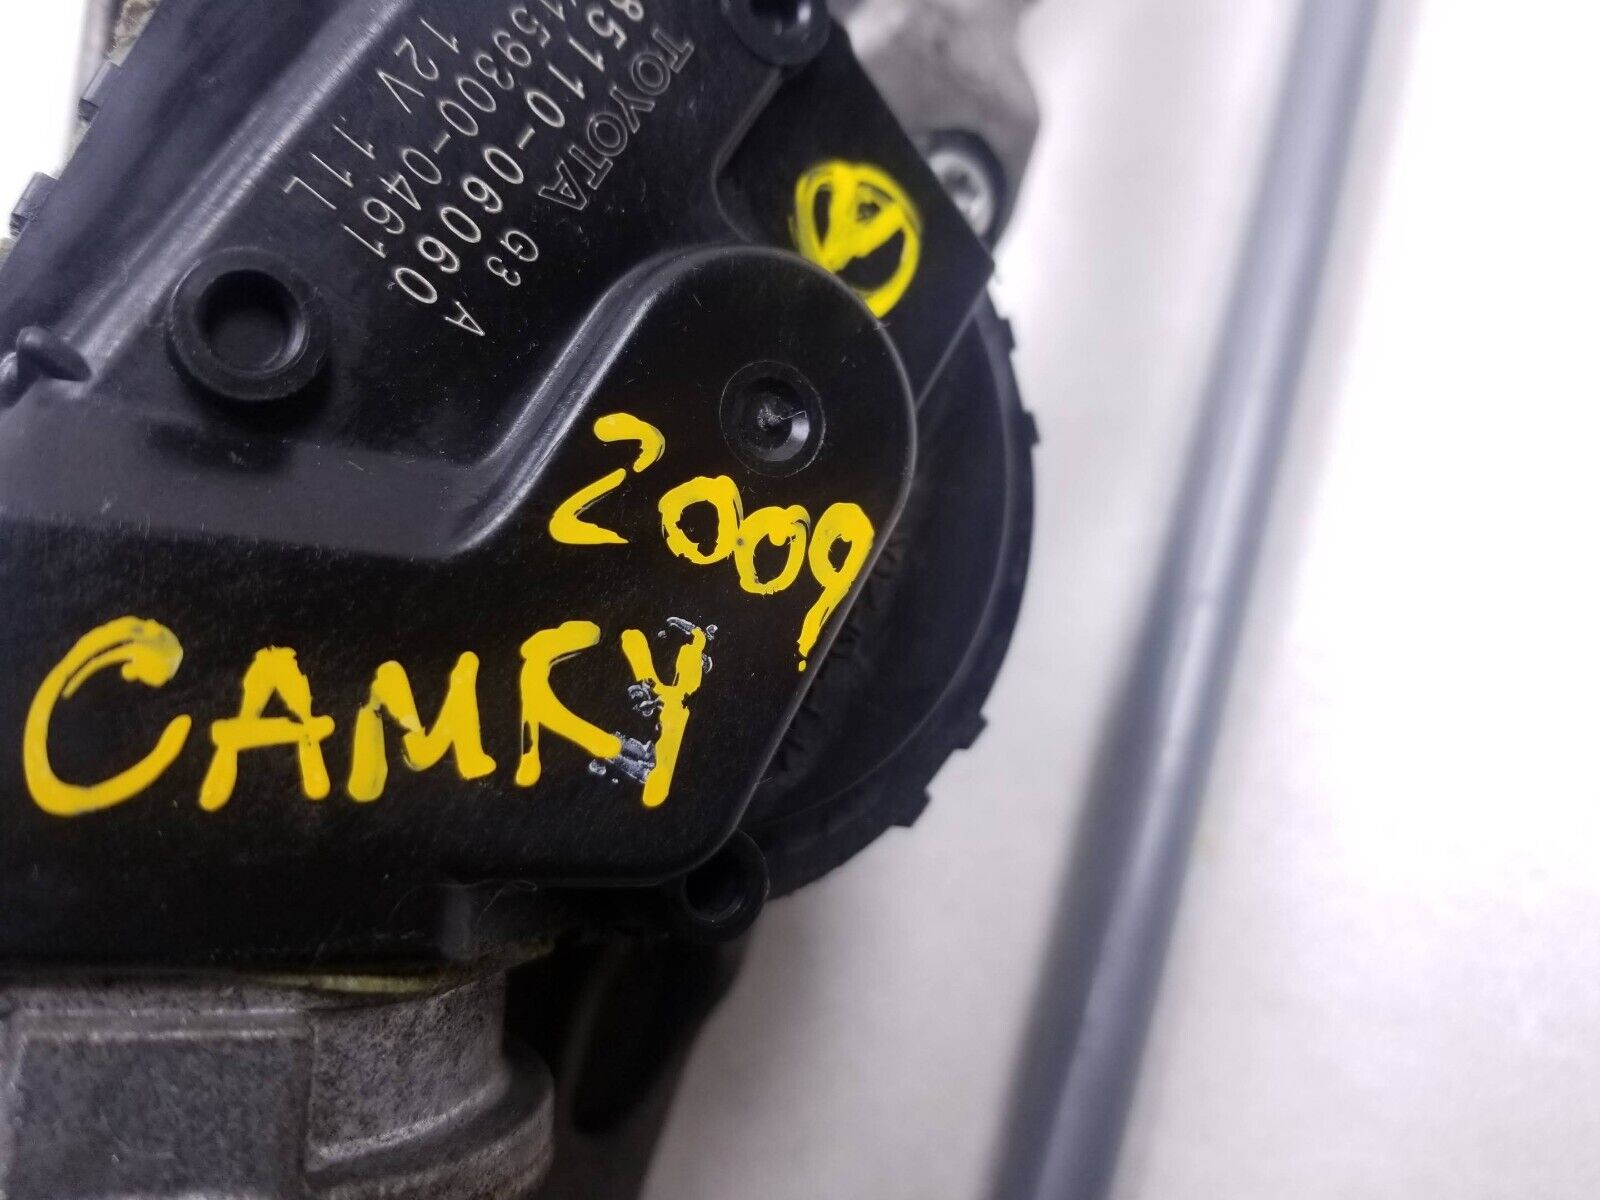 TOYOTA
85110-06060
159300-0461
12V 11L
G3 A
2009
CAMRY